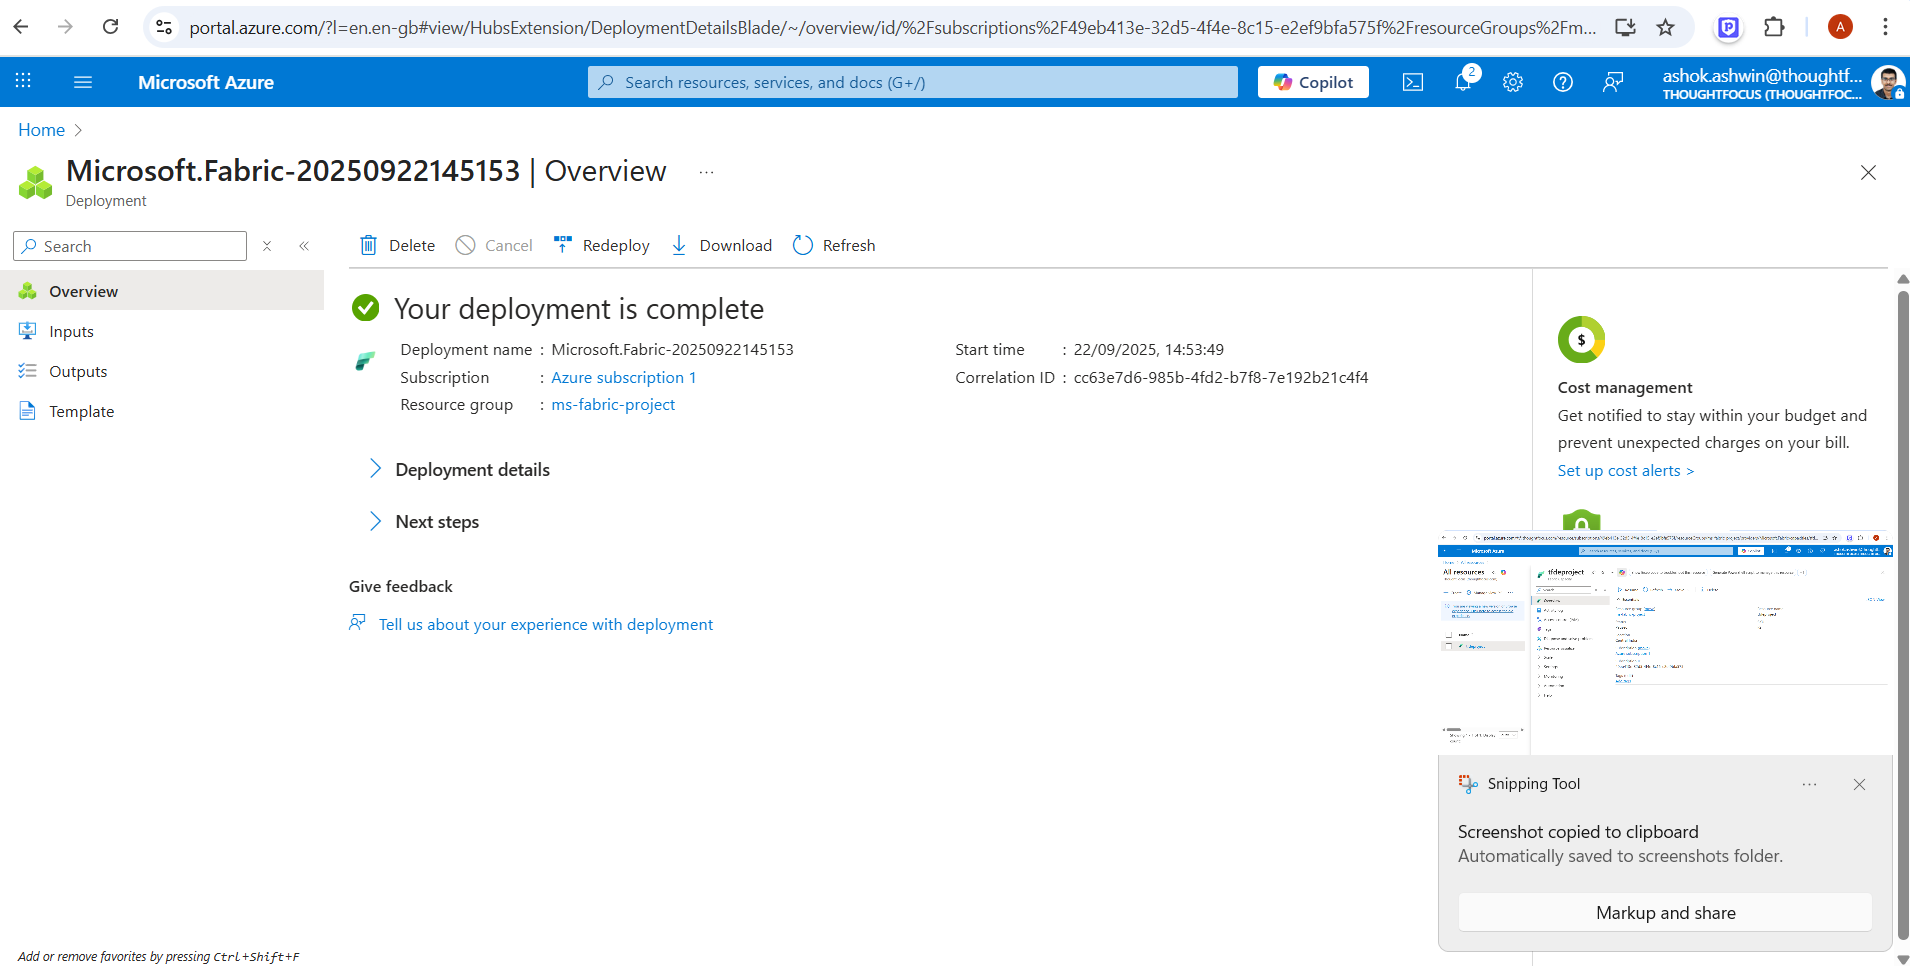 portal.azure.com/?l=en.en-gb#view/HubsExtension/DeploymentDetailsBlade/~/overview/id/%2Fsubscriptions%2F49eb413e-32d5-4f4e-8c15-e2ef9bfa575f%2FresourceGroups%2Fm...
A
Microsoft Azure
Search resources, services, and docs (G+/)
Copilot
2
ashok.ashwin@thoughtf...
THOUGHTFOCUS (THOUGHTFOC...
Home
Microsoft.Fabric-20250922145153 | Overview ...
Deployment
Search
Delete
Cancel
Redeploy
Download
Refresh
Overview
Inputs
Outputs
Template
Your deployment is complete
Deployment name : Microsoft.Fabric-20250922145153
Subscription : Azure subscription 1
Resource group : ms-fabric-project
Start time : 22/09/2025, 14:53:49
Correlation ID : cc63e7d6-985b-4fd2-b7f8-7e192b21c4f4
Deployment details
Next steps
Give feedback
Tell us about your experience with deployment
$
Cost management
Get notified to stay within your budget and
prevent unexpected charges on your bill.
Set up cost alerts >
Microsoft Azure
All resources
tfdeproject
Snipping Tool
...
Screenshot copied to clipboard
Automatically saved to screenshots folder.
Markup and share
Add or remove favorites by pressing Ctrl+Shift+F